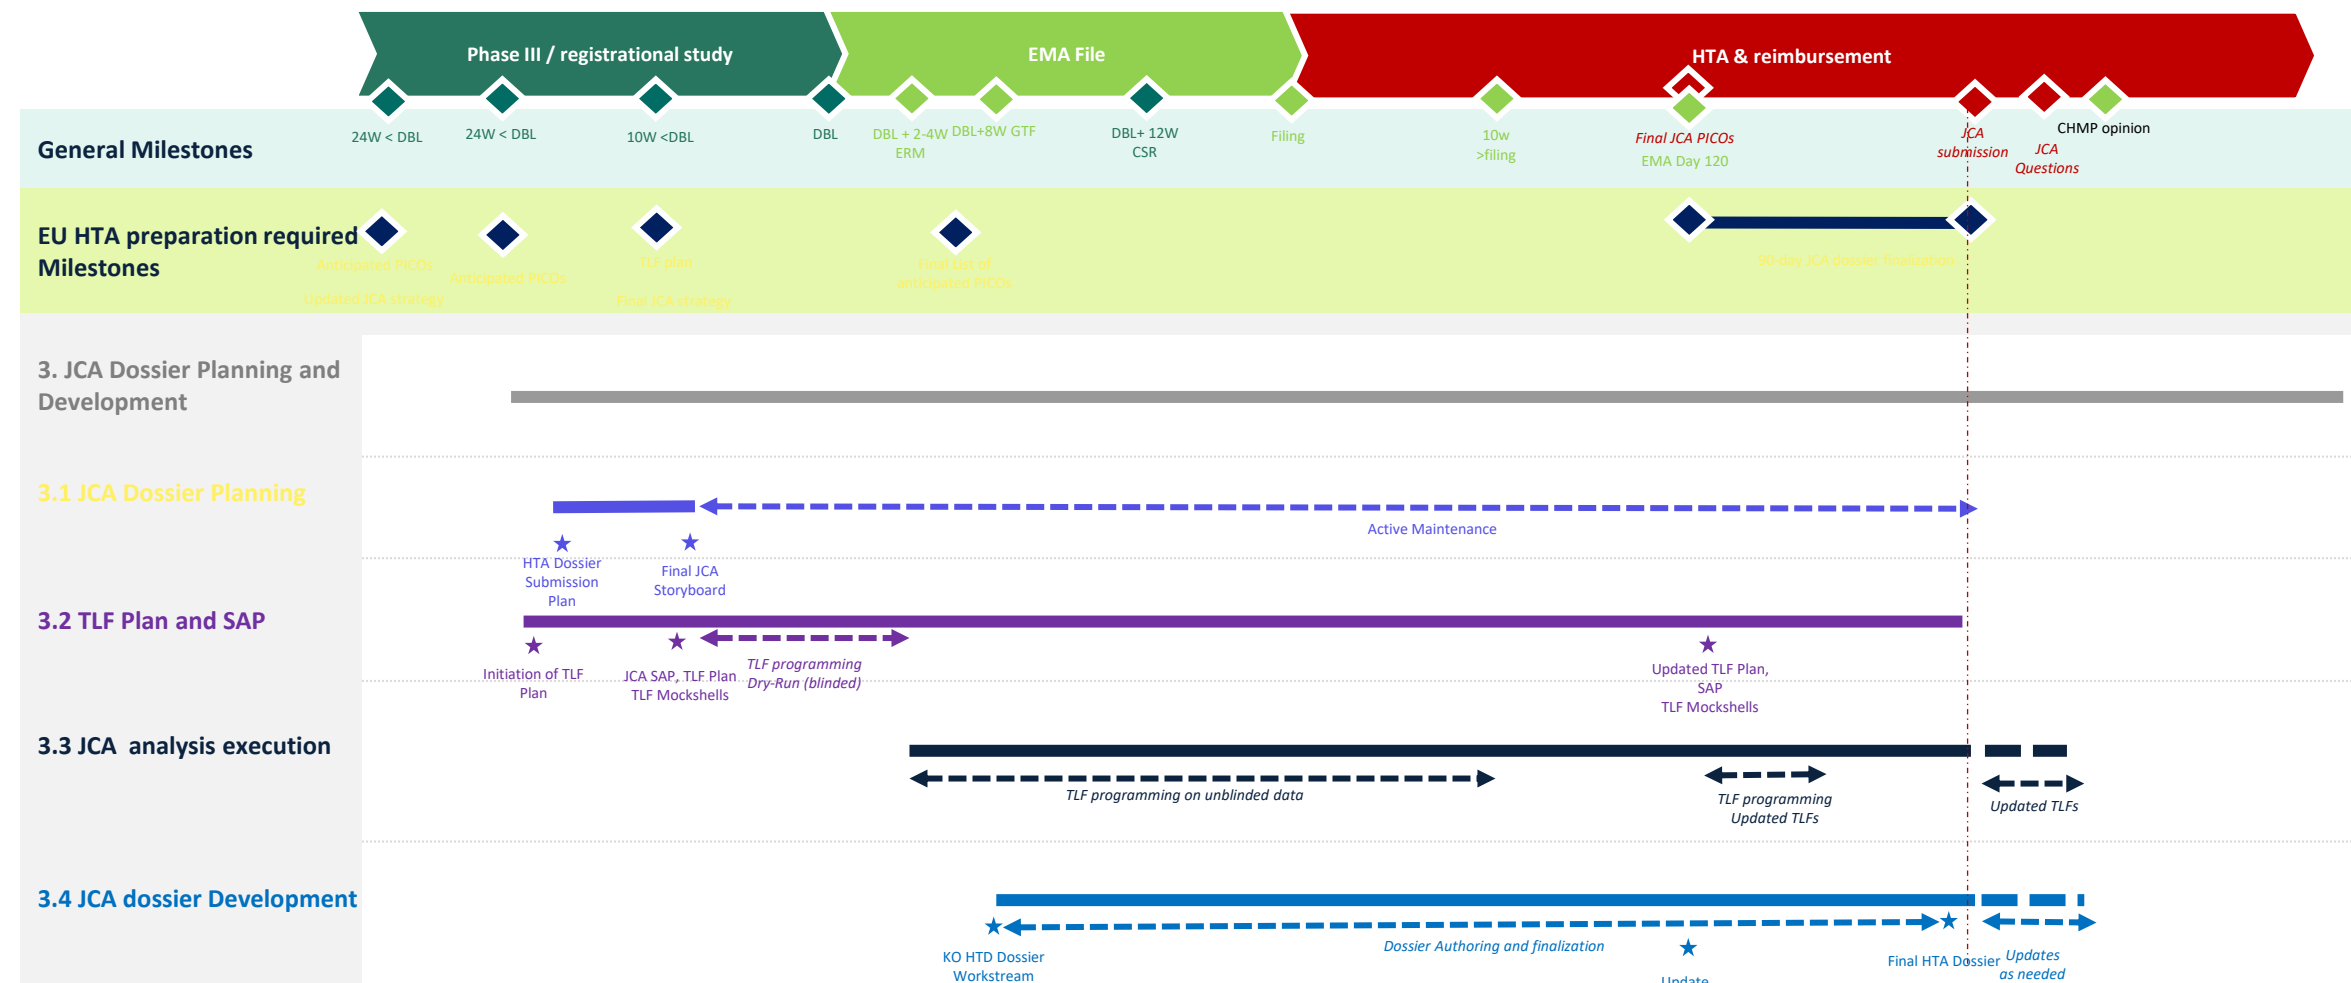 Phase III / registrational study
EMA File
HTA & reimbursement
General Milestones
24W < DBL
24W < DBL
10W <DBL
DBL
DBL + 2-4W
ERM
DBL+8W GTF
DBL+ 12W
CSR
Filing
10w
>filing
Final JCA PICOs
EMA Day 120
JCA
submission
JCA
Questions
CHMP opinion
EU HTA preparation required
Milestones
Anticipated PICOs
Updated JCA strategy
Anticipated PICOs
TLF plan
Final JCA strategy
Final List of
anticipated PICOs
90-day JCA dossier finalization
3. JCA Dossier Planning and
Development
3.1 JCA Dossier Planning
Active Maintenance
HTA Dossier
Submission
Plan
Final JCA
Storyboard
3.2 TLF Plan and SAP
Initiation of TLF
Plan
JCA SAP, TLF Plan
TLF Mockshells
TLF programming
Dry-Run (blinded)
Updated TLF Plan,
SAP
TLF Mockshells
3.3 JCA  analysis execution
TLF programming on unblinded data
TLF programming
Updated TLFs
Updated TLFs
3.4 JCA dossier Development
KO HTD Dossier
Workstream
Dossier Authoring and finalization
Update
Final HTA Dossier
Updates
as needed